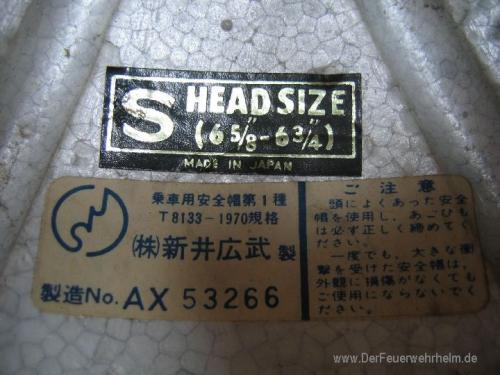 S HEAD SIZE
(6 5/8"-6 3/4")
MADE IN JAPAN
乗車用安全帽第1種
T8133-1970規格
(株)新井広武 製
製造No. AX 53266
ご注意
頭によくあった安全
帽を使用し、あごひも
は必ず正しく締めてく
ださい。
一度でも、大きな衝
撃を受けた安全帽は、
外観に損傷がなくても
ご使用にならないでく
ださい。
www.DerFeuerwehrhelm.de